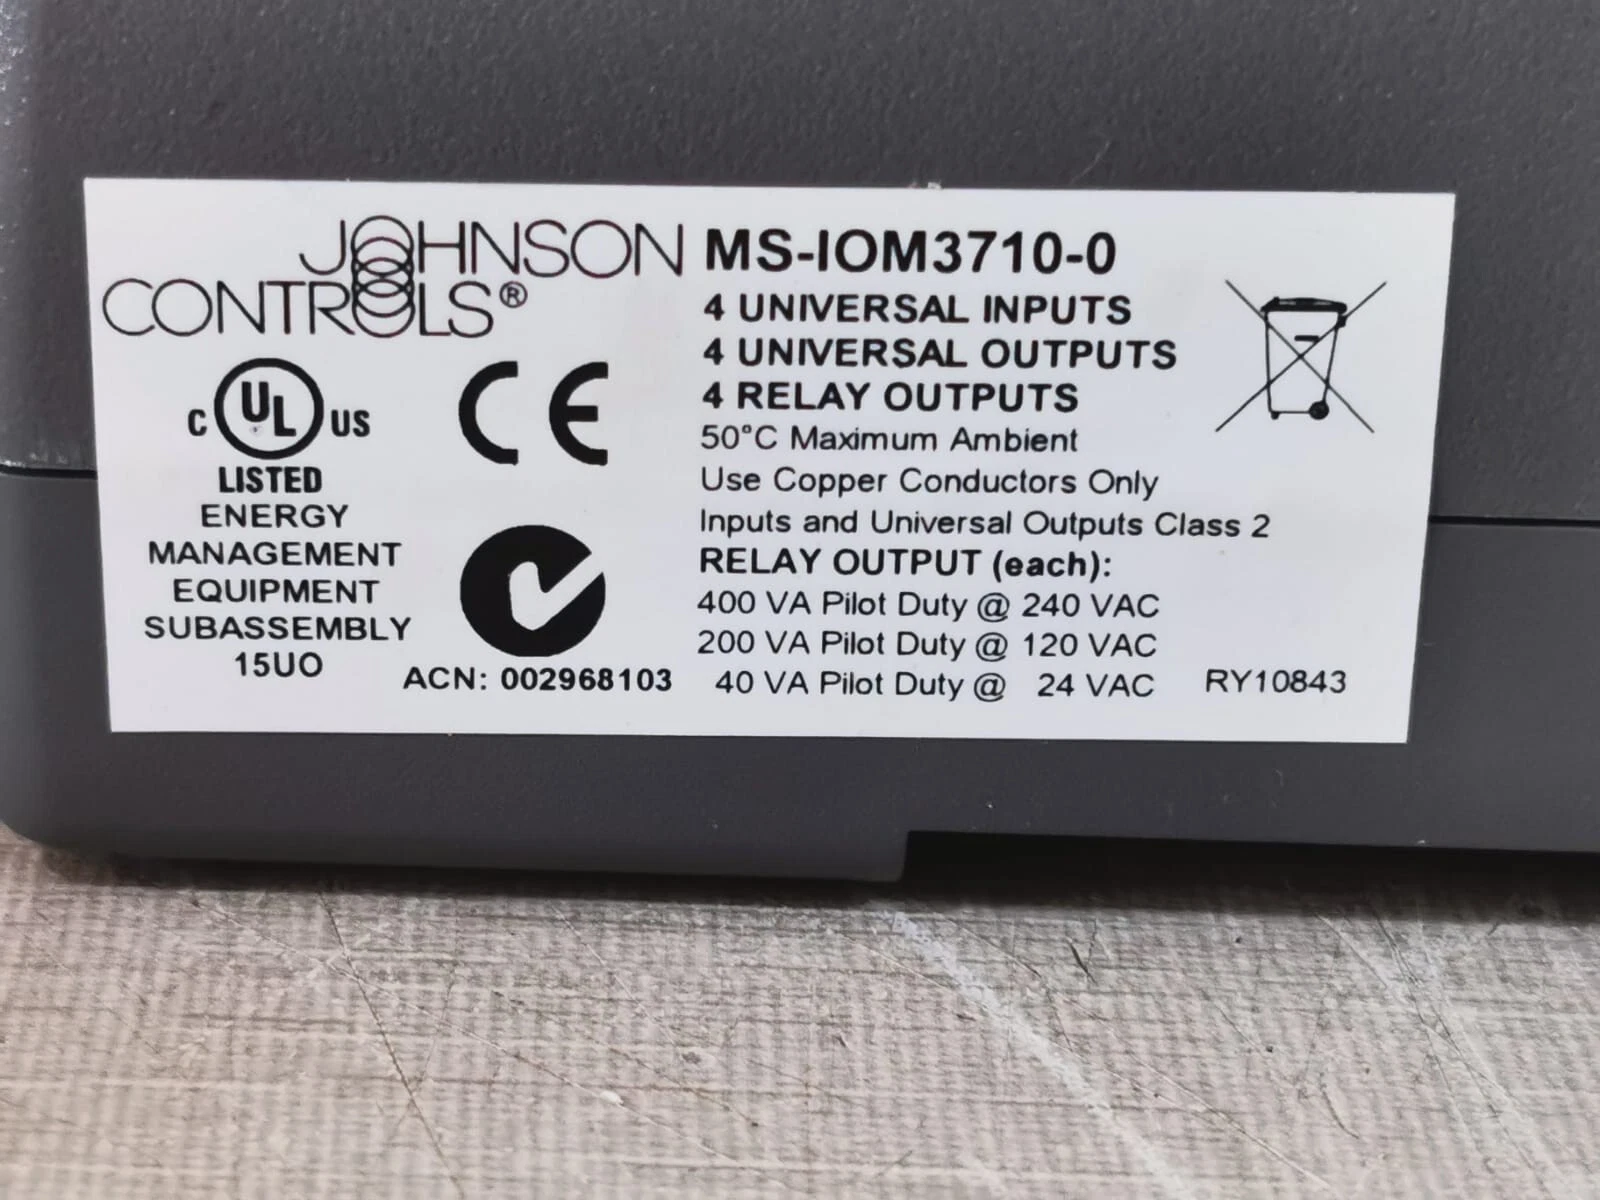 JOHNSON
CONTROLS®
C UL US
LISTED
ENERGY
MANAGEMENT
EQUIPMENT
SUBASSEMBLY
15UO
CE
ACN: 002968103
MS-IOM3710-0
4 UNIVERSAL INPUTS
4 UNIVERSAL OUTPUTS
4 RELAY OUTPUTS
50°C Maximum Ambient
Use Copper Conductors Only
Inputs and Universal Outputs Class 2
RELAY OUTPUT (each):
400 VA Pilot Duty @ 240 VAC
200 VA Pilot Duty @ 120 VAC
40 VA Pilot Duty @ 24 VAC
RY10843